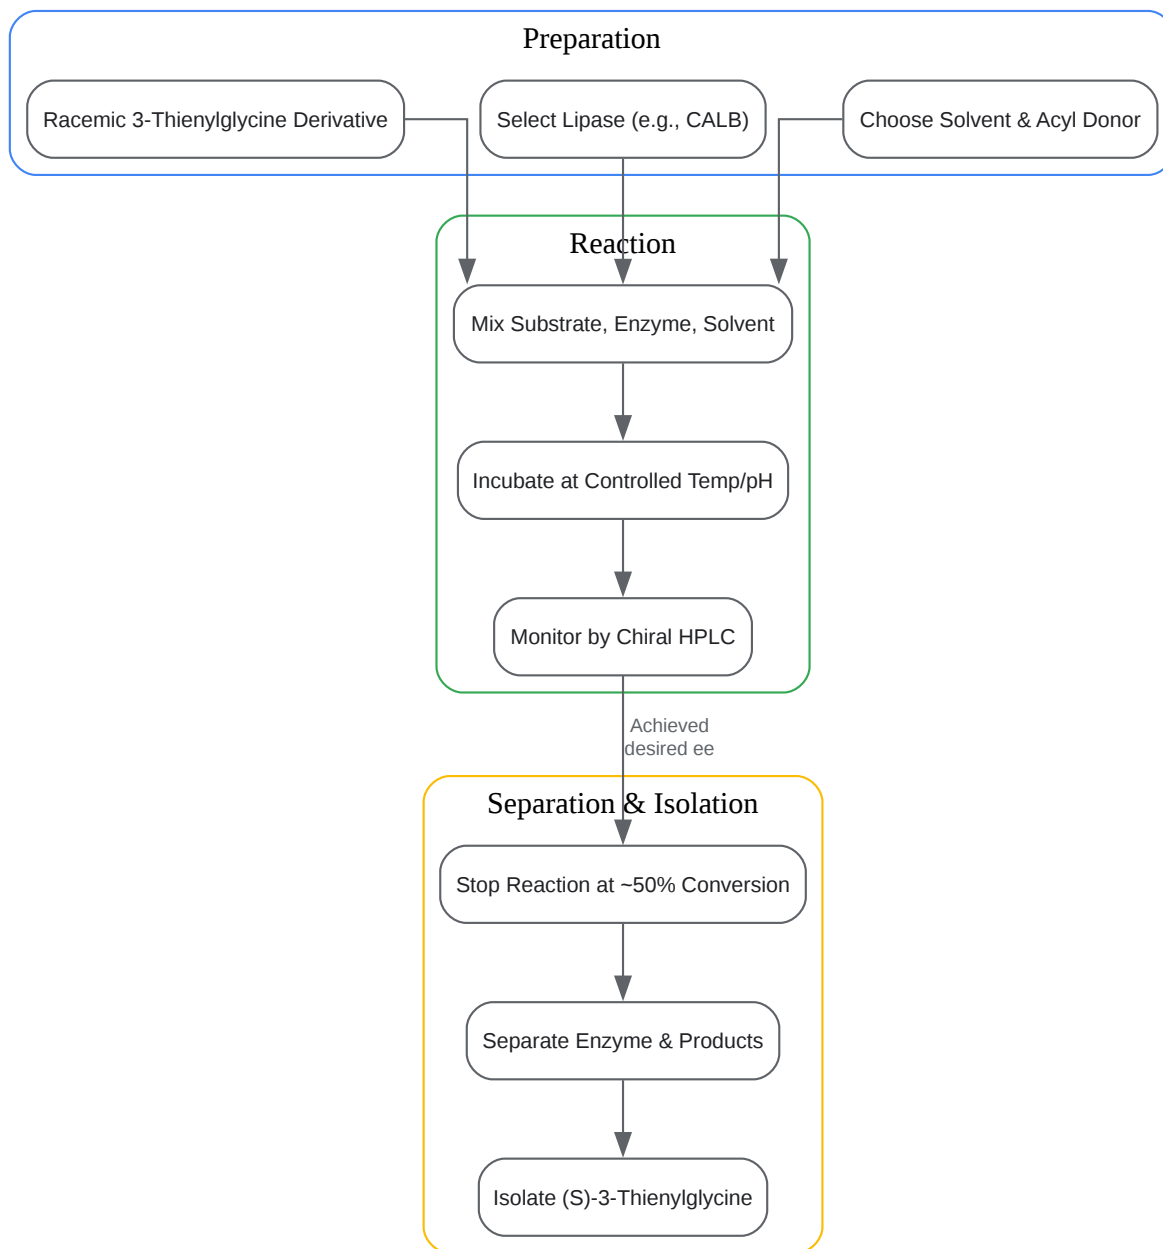 Preparation
Racemic 3-Thienylglycine Derivative
Select Lipase (e.g., CALB)
Choose Solvent & Acyl Donor
Reaction
Mix Substrate, Enzyme, Solvent
Incubate at Controlled Temp/pH
Monitor by Chiral HPLC
Achieved
desired ee
Separation & Isolation
Stop Reaction at ~50% Conversion
Separate Enzyme & Products
Isolate (S)-3-Thienylglycine